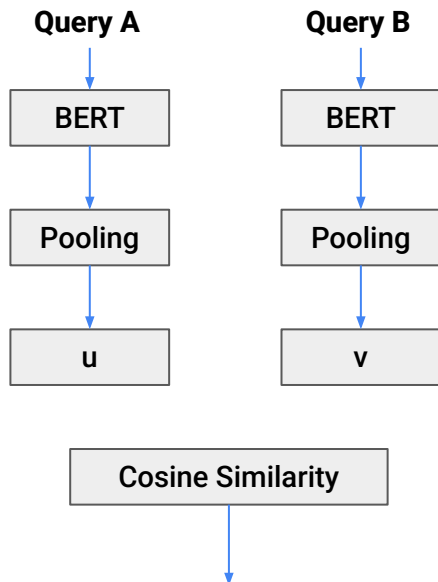 Query A
Query B
BERT
BERT
Pooling
Pooling
u
v
Cosine Similarity